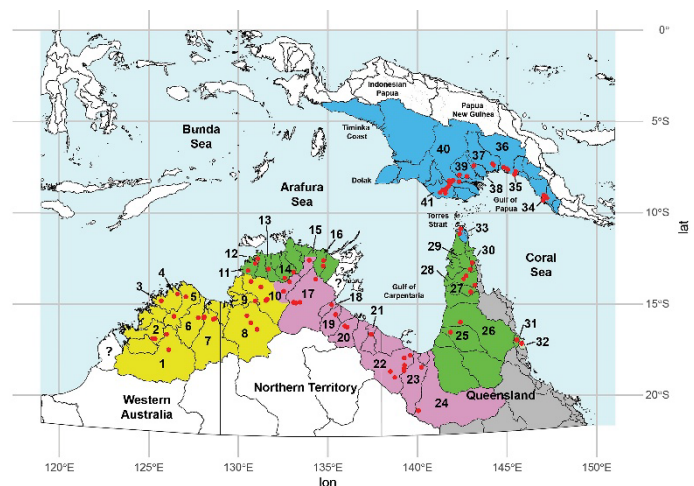 0°
Indonesian
Papua
Papua
New Guinea
Bunda
Sea
Timinka
Coast
5°S
40
36
37
39
Dolak
38
35
Arafura
Sea
41
Gulf of
Papua
34
10°S
Torres
Strait
33
lat
15
13
16
12
29
30
11
14
Coral
Sea
4
?
Gulf of
Carpentaria
28
3
5
10
27
9
17
18
15°S
2
6
21
19
31
7
8
20
25
26
32
?
1
22
23
Northern Territory
24
Queensland
20°S
Western
Australia
120°E
125°E
130°E
135°E
140°E
145°E
150°E
lon